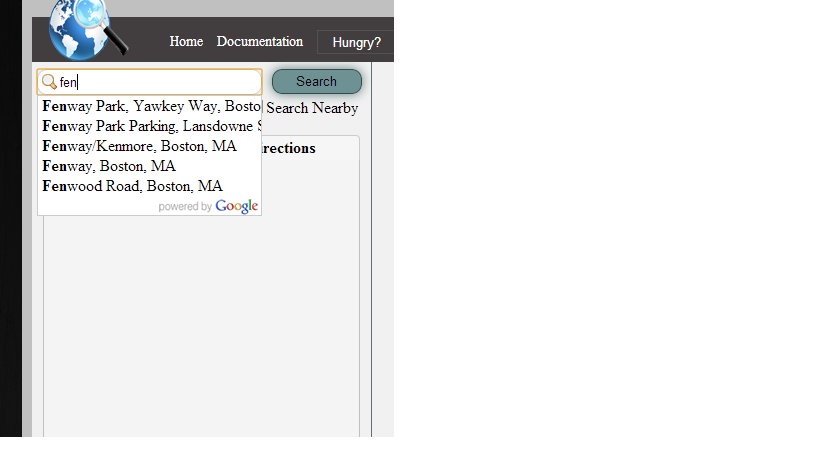 Home Documentation Hungry?
fen Search
Fenway Park, Yawkey Way, Bosto
Search Nearby
Fenway Park Parking, Lansdowne S
Fenway/Kenmore, Boston, MA
rections
Fenway, Boston, MA
Fenwood Road, Boston, MA
powered by Google